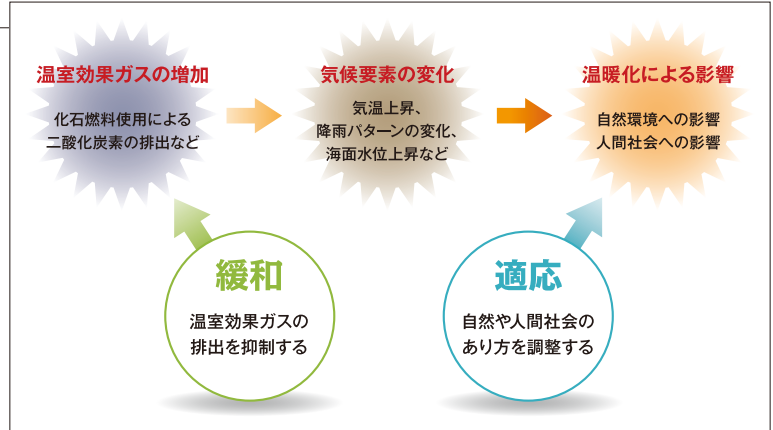 温室効果ガスの増加
化石燃料使用による
二酸化炭素の排出など
気候要素の変化
気温上昇、
降雨パターンの変化、
海面水位上昇など
温暖化による影響
自然環境への影響
人間社会への影響
緩和
温室効果ガスの
排出を抑制する
適応
自然や人間社会の
あり方を調整する